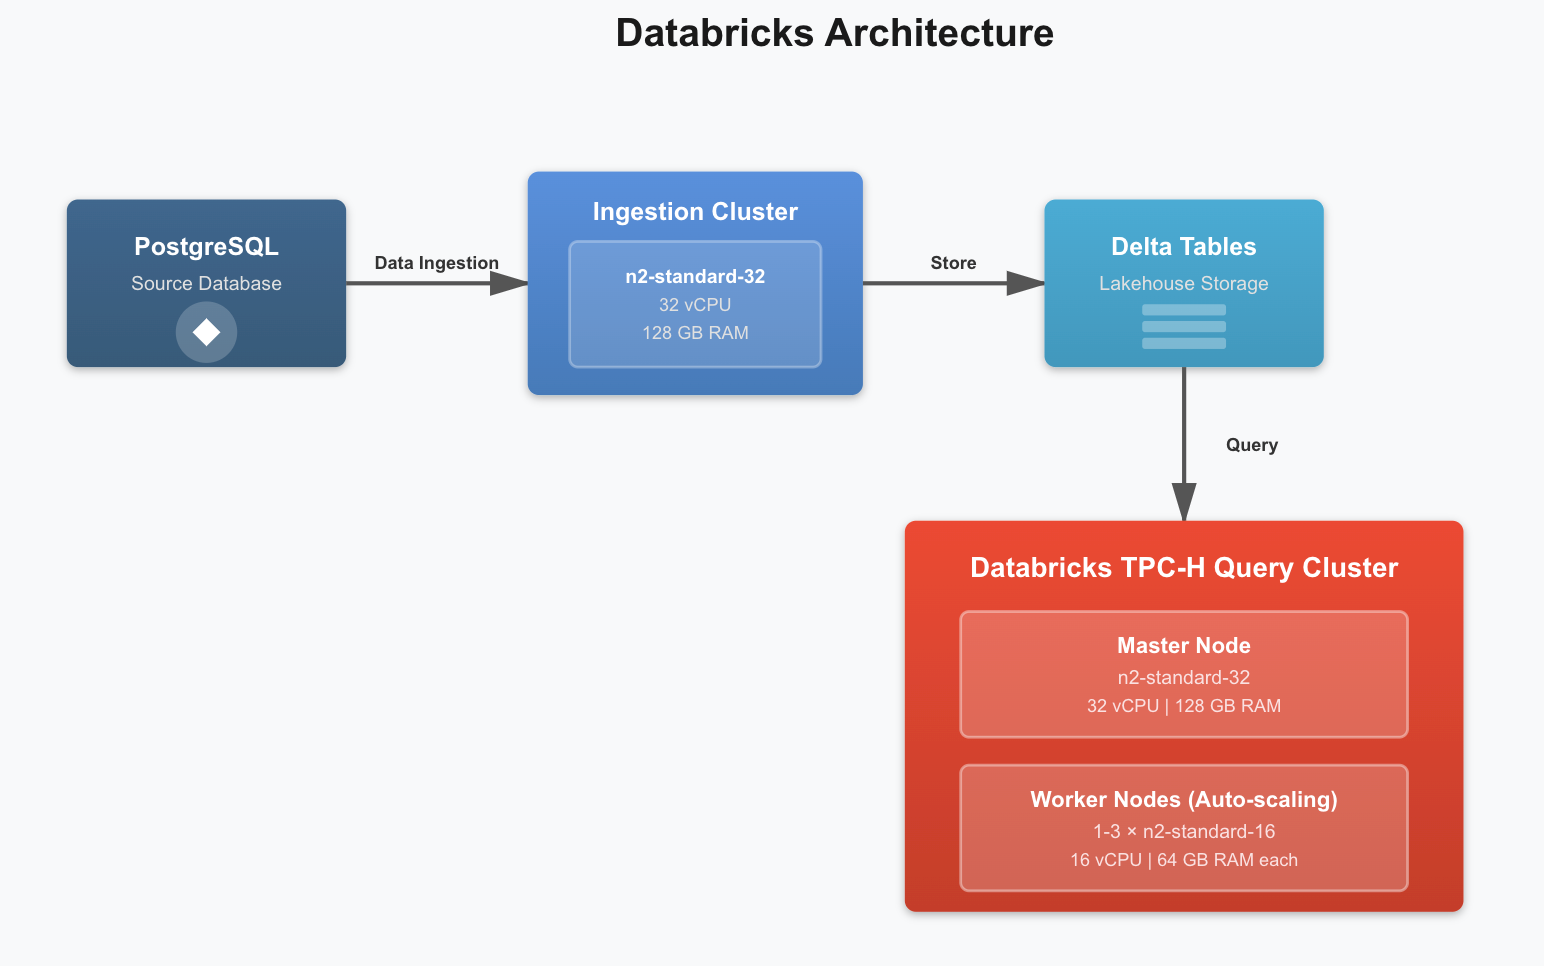 Databricks Architecture
PostgreSQL
Source Database
Data Ingestion
Ingestion Cluster
n2-standard-32
32 vCPU
128 GB RAM
Store
Delta Tables
Lakehouse Storage
Query
Databricks TPC-H Query Cluster
Master Node
n2-standard-32
32 vCPU | 128 GB RAM
Worker Nodes (Auto-scaling)
1-3 × n2-standard-16
16 vCPU | 64 GB RAM each